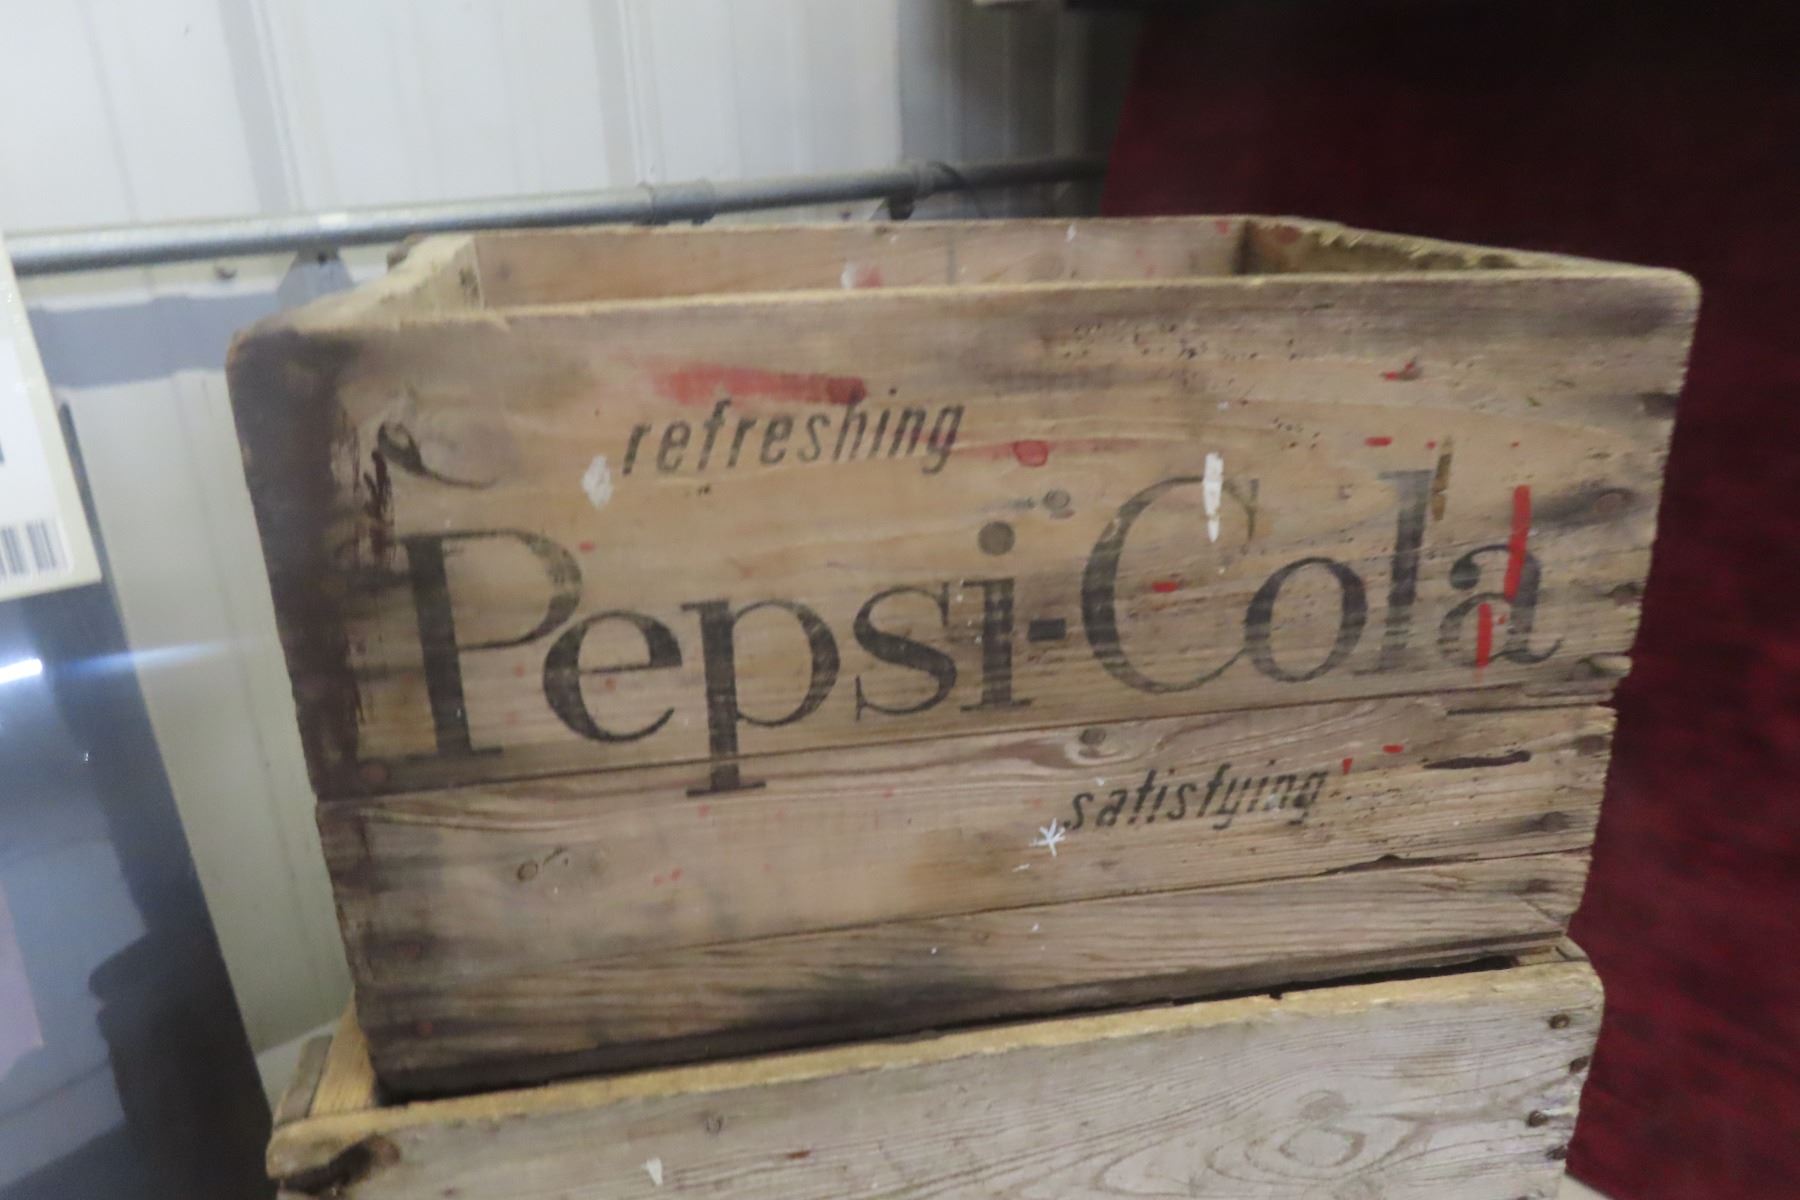 refreshing
Pepsi-Cola
satisfying